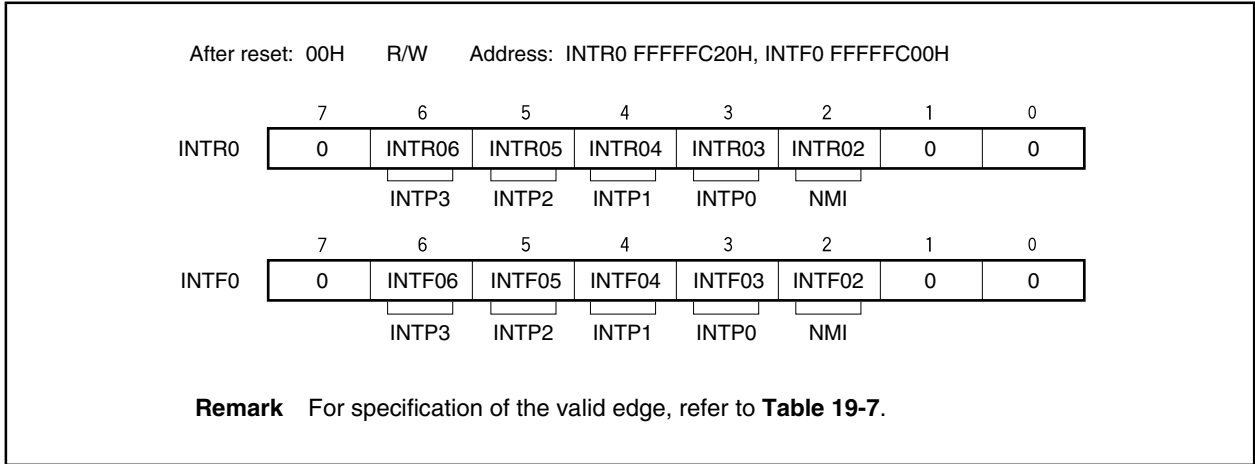 After reset: 00H R/W Address: INTR0 FFFFFC20H, INTF0 FFFFFC00H
7 6 5 4 3 2 1 0
INTR0 0 INTR06 INTR05 INTR04 INTR03 INTR02 0 0
INTP3 INTP2 INTP1 INTP0 NMI
7 6 5 4 3 2 1 0
INTF0 0 INTF06 INTF05 INTF04 INTF03 INTF02 0 0
INTP3 INTP2 INTP1 INTP0 NMI
Remark For specification of the valid edge, refer to Table 19-7.